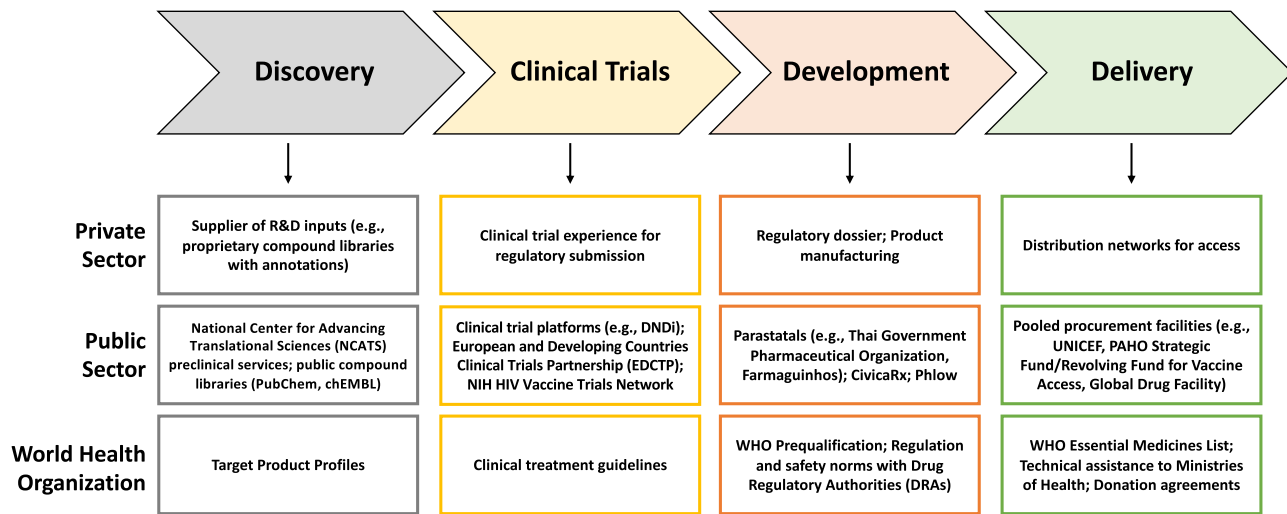 Discovery
Clinical Trials
Development
Delivery
Private
Sector
Supplier of R&D inputs (e.g.,
proprietary compound libraries
with annotations)
Clinical trial experience for
regulatory submission
Regulatory dossier; Product
manufacturing
Distribution networks for access
Public
Sector
National Center for Advancing
Translational Sciences (NCATS)
preclinical services; public compound
libraries (PubChem, chEMBL)
Clinical trial platforms (e.g., DNDi);
European and Developing Countries
Clinical Trials Partnership (EDCTP);
NIH HIV Vaccine Trials Network
Parastatals (e.g., Thai Government
Pharmaceutical Organization,
Farmaguinhos); CivicaRx; Phlow
Pooled procurement facilities (e.g.,
UNICEF, PAHO Strategic
Fund/Revolving Fund for Vaccine
Access, Global Drug Facility)
World Health
Organization
Target Product Profiles
Clinical treatment guidelines
WHO Prequalification; Regulation
and safety norms with Drug
Regulatory Authorities (DRAs)
WHO Essential Medicines List;
Technical assistance to Ministries
of Health; Donation agreements